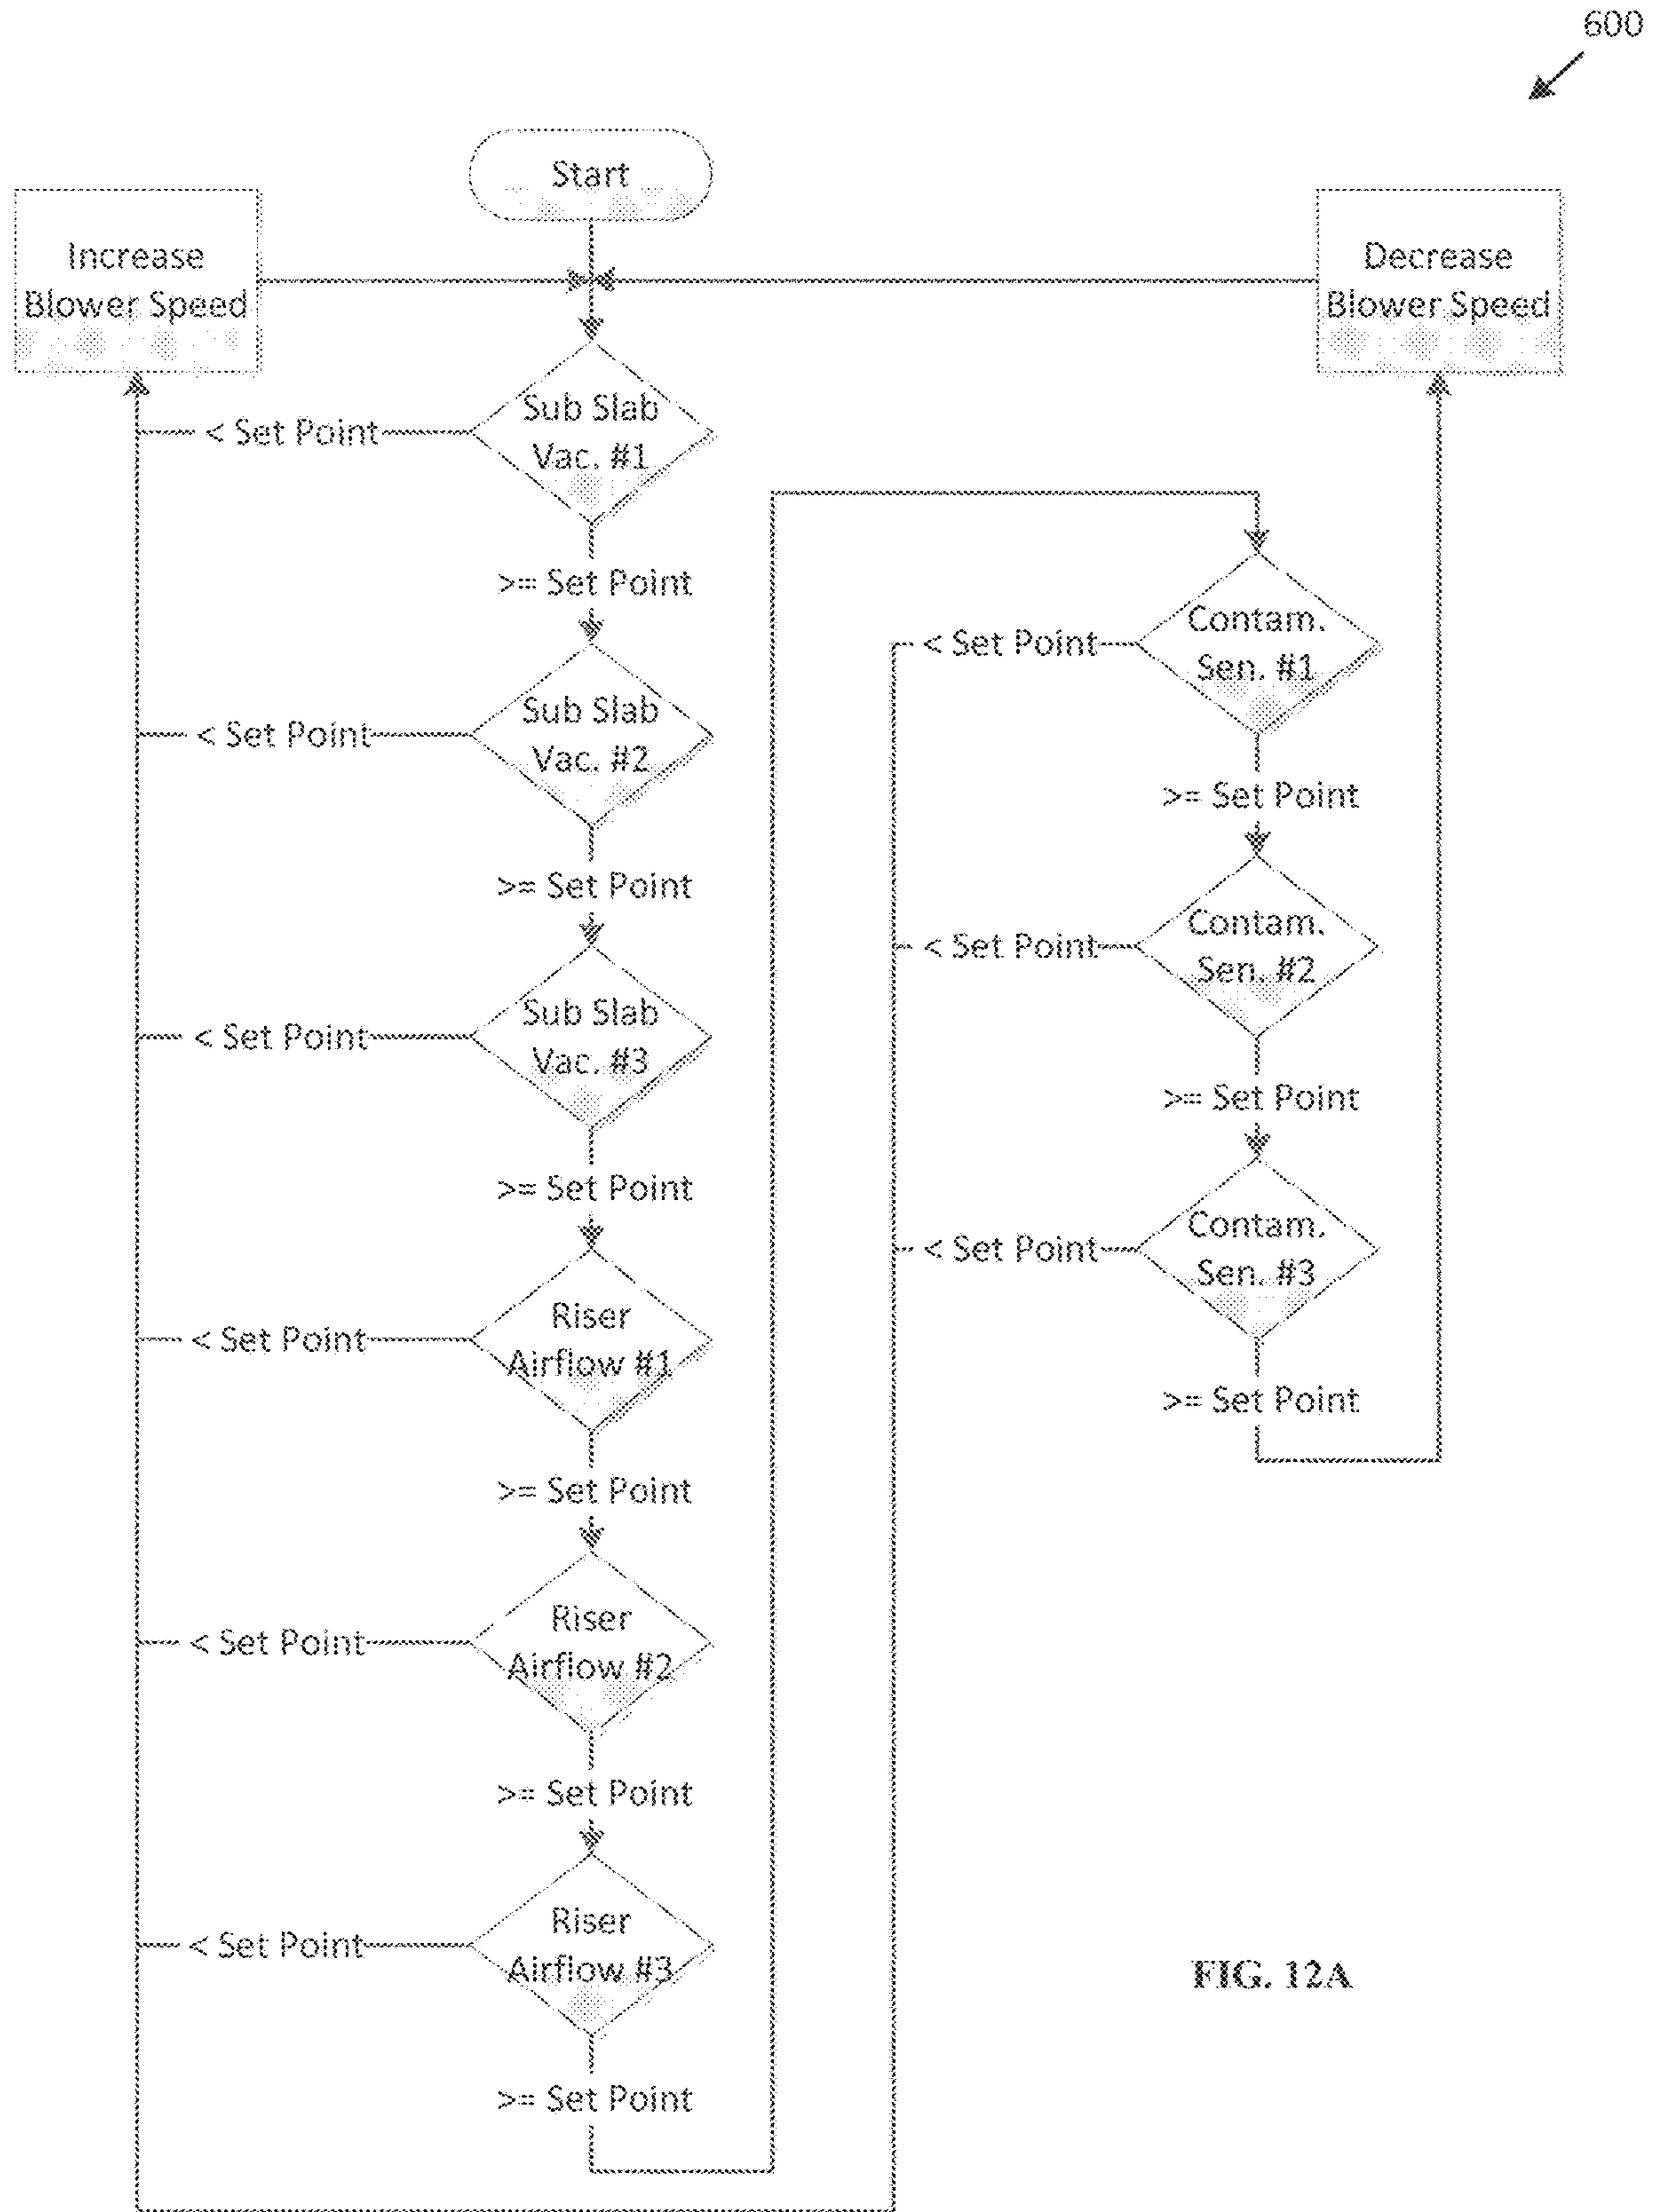 600
Start
Increase
Blower Speed
Decrease
Blower Speed
Sub Slab
Vac. #1
< Set Point
>= Set Point
Sub Slab
Vac. #2
< Set Point
>= Set Point
Sub Slab
Vac. #3
< Set Point
>= Set Point
Riser
Airflow #1
< Set Point
>= Set Point
Riser
Airflow #2
< Set Point
>= Set Point
Riser
Airflow #3
< Set Point
>= Set Point
Contam.
Sen. #1
< Set Point
>= Set Point
Contam.
Sen. #2
< Set Point
>= Set Point
Contam.
Sen. #3
< Set Point
>= Set Point
FIG. 12A